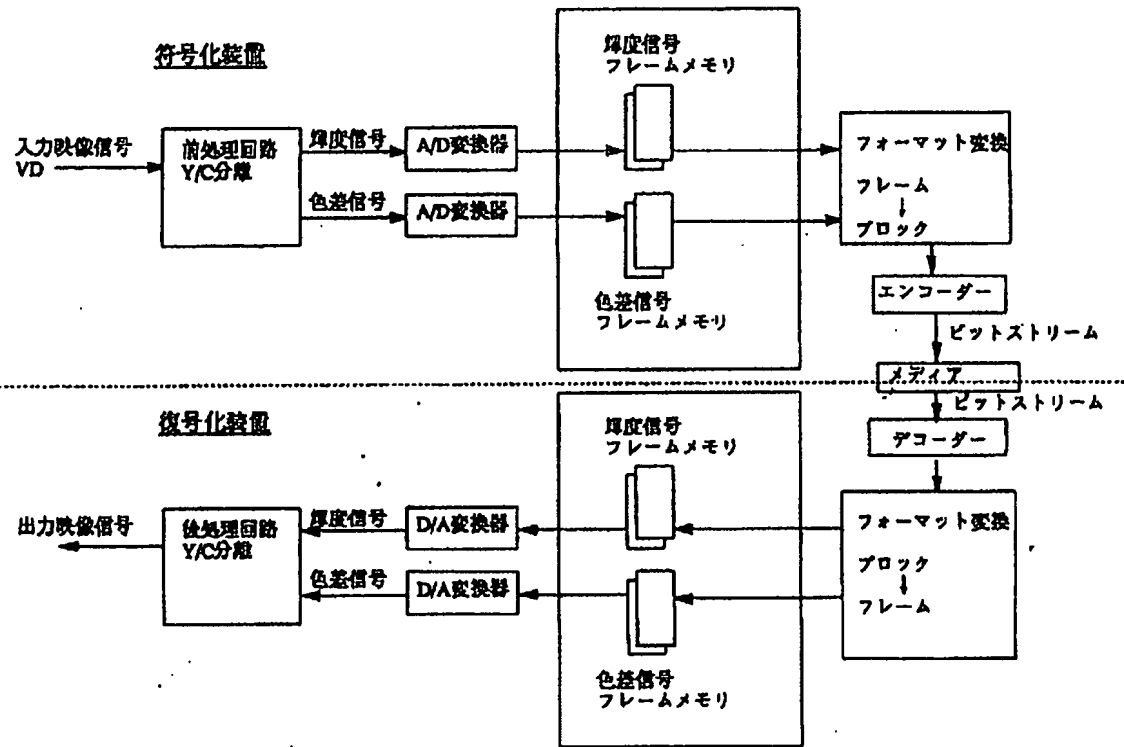 符号化装置
輝度信号
フレームメモリ
入力映像信号
VD
前処理回路
Y/C分離
輝度信号
A/D変換器
フォーマット変換
フレーム
↓
ブロック
色差信号
A/D変換器
色差信号
フレームメモリ
エンコーダー
ビットストリーム
メディア
ビットストリーム
復号化装置
輝度信号
フレームメモリ
デコーダー
出力映像信号
後処理回路
Y/C分離
輝度信号
D/A変換器
フォーマット変換
ブロック
↓
フレーム
色差信号
D/A変換器
色差信号
フレームメモリ